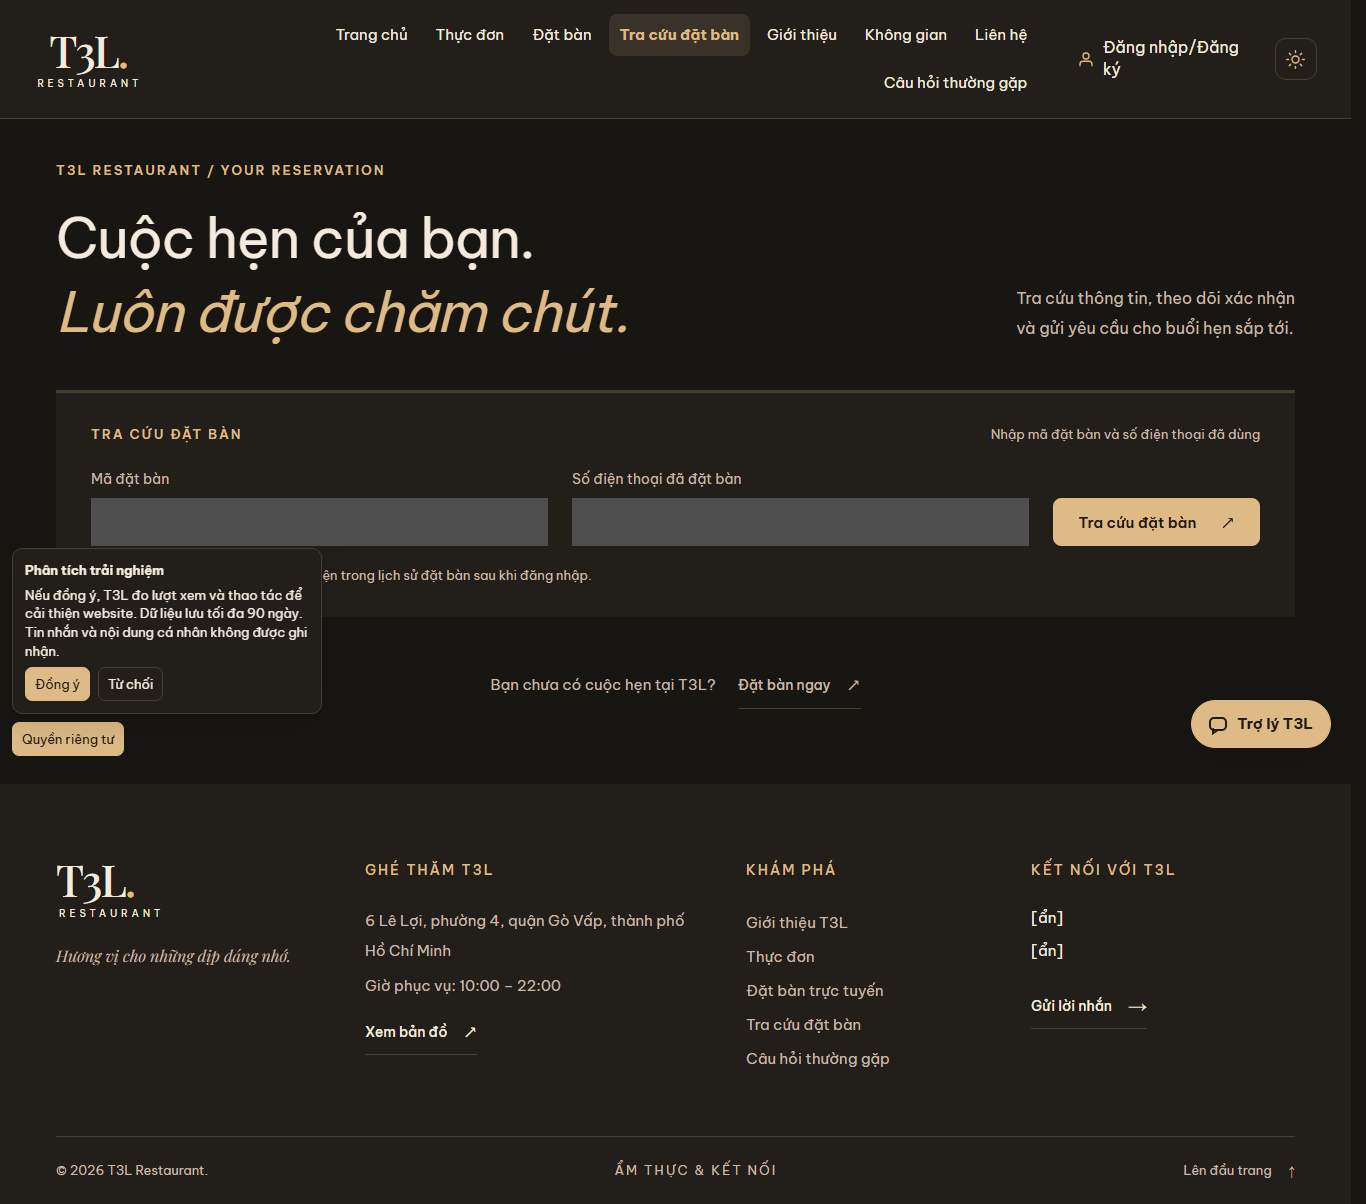 T3L.
RESTAURANT
Trang chủ
Thực đơn
Đặt bàn
Tra cứu đặt bàn
Giới thiệu
Không gian
Liên hệ
Câu hỏi thường gặp
Đăng nhập/Đăng
ký
T3L RESTAURANT / YOUR RESERVATION
Cuộc hẹn của bạn.
Luôn được chăm chút.
Tra cứu thông tin, theo dõi xác nhận
và gửi yêu cầu cho buổi hẹn sắp tới.
TRA CỨU ĐẶT BÀN
Nhập mã đặt bàn và số điện thoại đã dùng
Mã đặt bàn
Số điện thoại đã đặt bàn
Tra cứu đặt bàn ↗
ện trong lịch sử đặt bàn sau khi đăng nhập.
Phân tích trải nghiệm
Nếu đồng ý, T3L đo lượt xem và thao tác để
cải thiện website. Dữ liệu lưu tối đa 90 ngày.
Tin nhắn và nội dung cá nhân không được ghi
nhận.
Đồng ý
Từ chối
Quyền riêng tư
Bạn chưa có cuộc hẹn tại T3L?
Đặt bàn ngay ↗
Trợ lý T3L
T3L.
RESTAURANT
Hương vị cho những dịp đáng nhớ.
GHÉ THĂM T3L
6 Lê Lợi, phường 4, quận Gò Vấp, thành phố
Hồ Chí Minh
Giờ phục vụ: 10:00 – 22:00
Xem bản đồ ↗
KHÁM PHÁ
Giới thiệu T3L
Thực đơn
Đặt bàn trực tuyến
Tra cứu đặt bàn
Câu hỏi thường gặp
KẾT NỐI VỚI T3L
[ẩn]
[ẩn]
Gửi lời nhắn →
© 2026 T3L Restaurant.
ẨM THỰC & KẾT NỐI
Lên đầu trang ↑